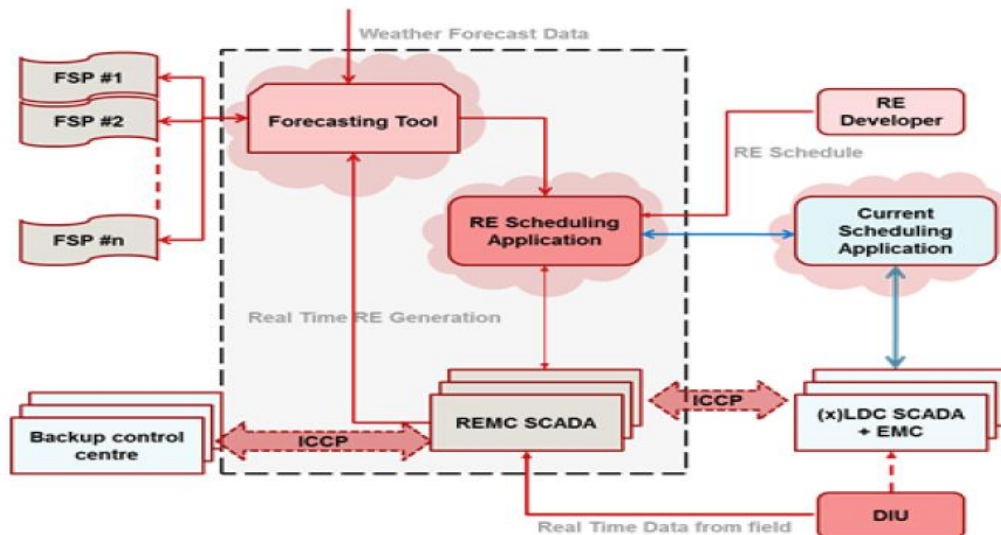 Weather Forecast Data
FSP #1
FSP #2
FSP #n
Forecasting Tool
RE
Developer
RE Schedule
RE Scheduling
Application
Current
Scheduling
Application
Real Time RE Generation
Backup control
centre
ICCP
REMC SCADA
ICCP
(x)LDC SCADA
+ EMC
Real Time Data from field
DIU